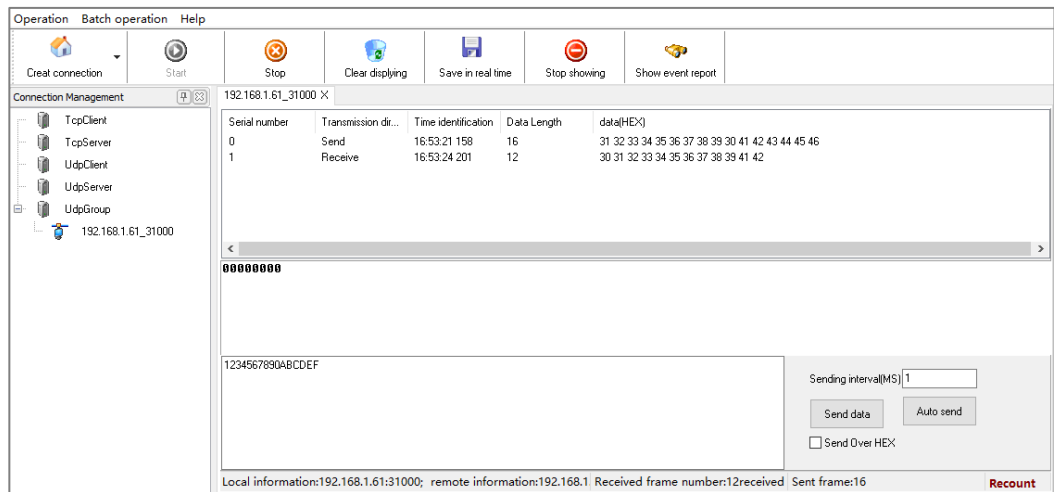 Operation Batch operation Help
Creat connection Start Stop Clear displying Save in real time Stop showing Show event report
Connection Management
TcpClient
TcpServer
UdpClient
UdpServer
UdpGroup
192.168.1.61_31000
192.168.1.61_31000 X
Serial number Transmission dir... Time identification Data Length data(HEX)
0 Send 16:53:21 158 16 31 32 33 34 35 36 37 38 39 30 41 42 43 44 45 46
1 Receive 16:53:24 201 12 30 31 32 33 34 35 36 37 38 39 41 42
00000000
1234567890ABCDEF
Sending interval(MS) 1
Send data Auto send
Send Over HEX
Local information:192.168.1.61:31000; remote information:192.168.1 Received frame number:12received Sent frame:16 Recount